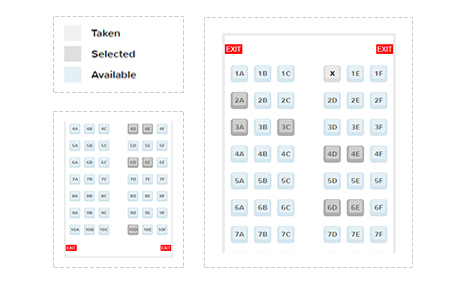 Taken
Selected
Available
4A 4B 4C 4D 4E 4F
5A 5B 5C 5D 5E 5F
6A 6B 6C 6D 6E 6F
7A 7B 7C 7D 7E 7F
8A 8B 8C 8D 8E 8F
9A 9B 9C 9D 9E 9F
10A 10B 10C 10D 10E 10F
EXIT EXIT
EXIT EXIT
1A 1B 1C X 1E 1F
2A 2B 2C 2D 2E 2F
3A 3B 3C 3D 3E 3F
4A 4B 4C 4D 4E 4F
5A 5B 5C 5D 5E 5F
6A 6B 6C 6D 6E 6F
7A 7B 7C 7D 7E 7F